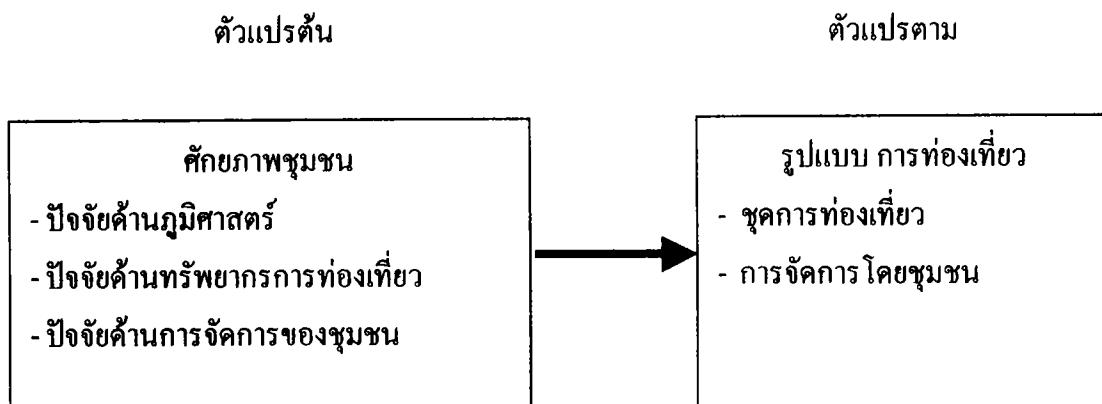 ตัวแปรต้น
ตัวแปรตาม
ศักยภาพชุมชน
- ปัจจัยด้านภูมิศาสตร์
- ปัจจัยด้านทรัพยากรการท่องเที่ยว
- ปัจจัยด้านการจัดการของชุมชน
รูปแบบ การท่องเที่ยว
- ชุดการท่องเที่ยว
- การจัดการโดยชุมชน